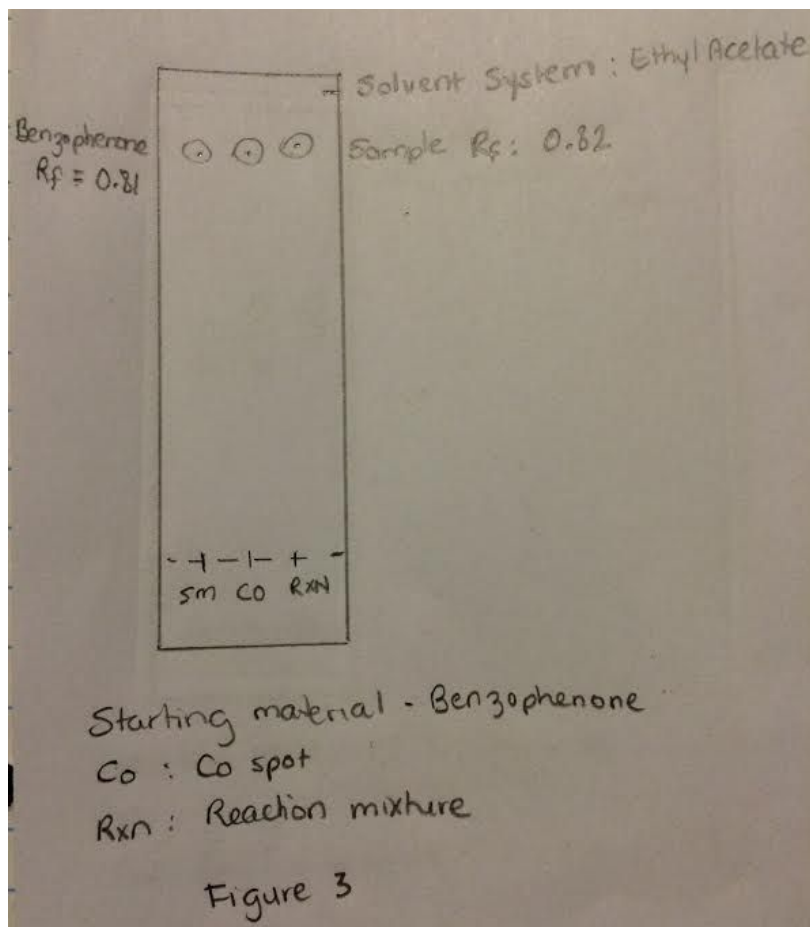 Solvent System : Ethyl Acetate
Benzophenone
Rf = 0.81
Sample Rf : 0.82
SM CO RXN
Starting material - Benzophenone
Co : Co spot
Rxn : Reaction mixture
Figure 3